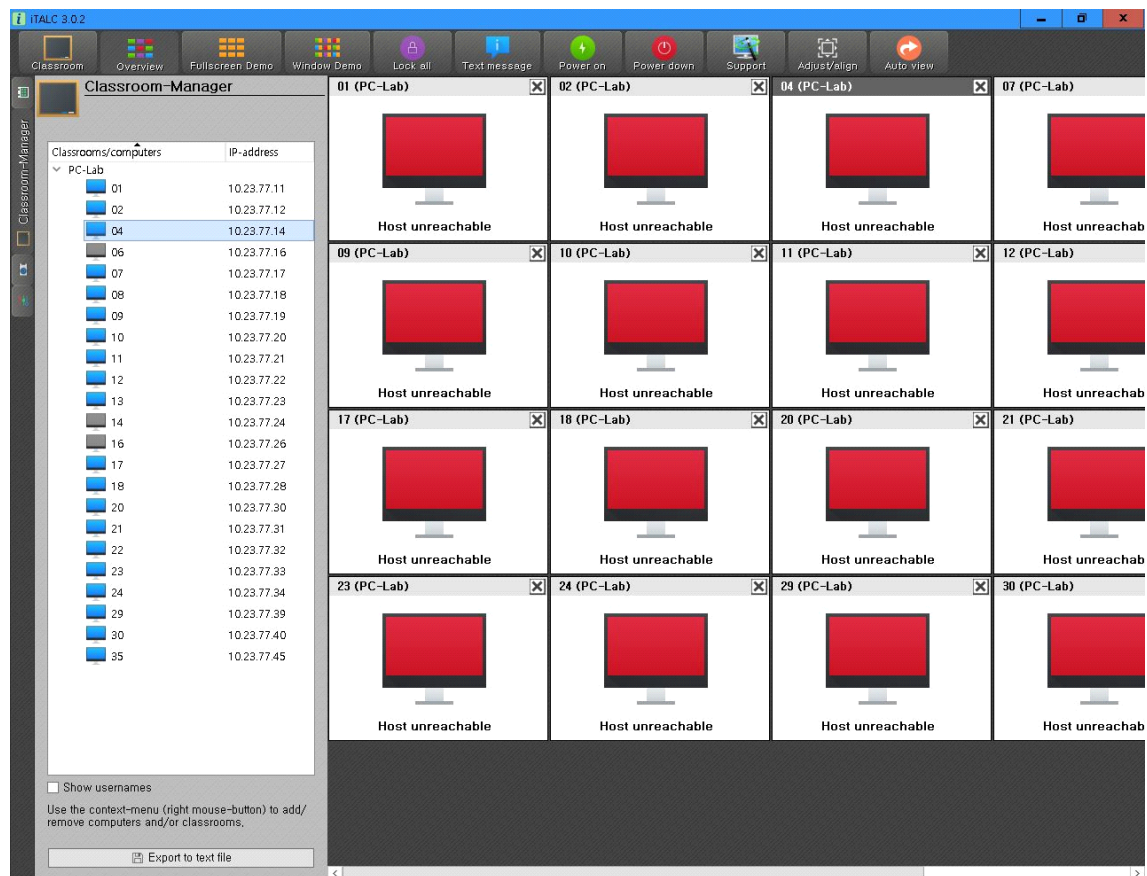 iTALC 3.0.2
Classroom
Overview
Fullscreen Demo
Window Demo
Lock all
Text message
Power on
Power down
Support
Adjust/align
Auto view
Classroom-Manager
Classroom-Manager
Classrooms/computers IP-address
PC-Lab
01 10.23.77.11
02 10.23.77.12
04 10.23.77.14
06 10.23.77.16
07 10.23.77.17
08 10.23.77.18
09 10.23.77.19
10 10.23.77.20
11 10.23.77.21
12 10.23.77.22
13 10.23.77.23
14 10.23.77.24
16 10.23.77.26
17 10.23.77.27
18 10.23.77.28
20 10.23.77.30
21 10.23.77.31
22 10.23.77.32
23 10.23.77.33
24 10.23.77.34
29 10.23.77.39
30 10.23.77.40
35 10.23.77.45
Show usernames
Use the context-menu (right mouse-button) to add/
remove computers and/or classrooms.
Export to text file
01 (PC-Lab)
Host unreachable
02 (PC-Lab)
Host unreachable
04 (PC-Lab)
Host unreachable
07 (PC-Lab)
Host unreachab
09 (PC-Lab)
Host unreachable
10 (PC-Lab)
Host unreachable
11 (PC-Lab)
Host unreachable
12 (PC-Lab)
Host unreachab
17 (PC-Lab)
Host unreachable
18 (PC-Lab)
Host unreachable
20 (PC-Lab)
Host unreachable
21 (PC-Lab)
Host unreachab
23 (PC-Lab)
Host unreachable
24 (PC-Lab)
Host unreachable
29 (PC-Lab)
Host unreachable
30 (PC-Lab)
Host unreachab